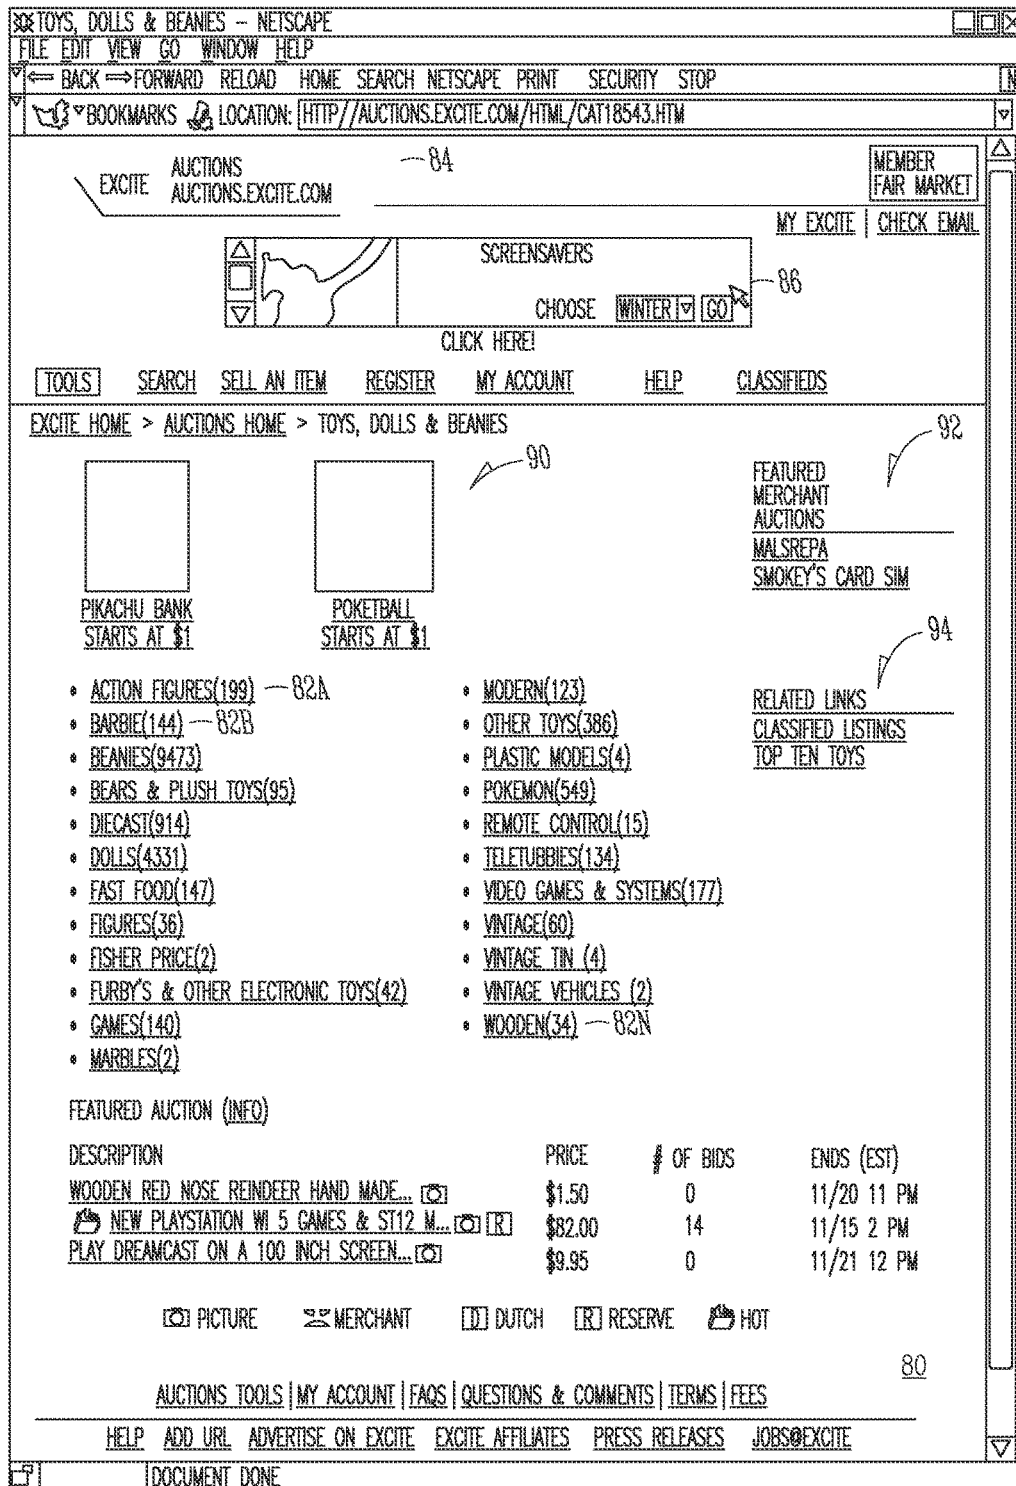 TOYS, DOLLS & BEANIES - NETSCAPE
FILE EDIT VIEW GO WINDOW HELP
BACK FORWARD RELOAD HOME SEARCH NETSCAPE PRINT SECURITY STOP N
BOOKMARKS LOCATION: HTTP//AUCTIONS.EXCITE.COM/HTML/CAT18543.HTM
EXCITE AUCTIONS
AUCTIONS.EXCITE.COM
84
MEMBER
FAIR MARKET
MY EXCITE | CHECK EMAIL
SCREENSAVERS
86
CHOOSE WINTER GO
CLICK HERE!
TOOLS SEARCH SELL AN ITEM REGISTER MY ACCOUNT HELP CLASSIFIEDS
EXCITE HOME > AUCTIONS HOME > TOYS, DOLLS & BEANIES
90
92
PIKACHU BANK
STARTS AT $1
POKETBALL
STARTS AT $1
FEATURED
MERCHANT
AUCTIONS
MALSREPA
SMOKEY'S CARD SIM
94
RELATED LINKS
CLASSIFIED LISTINGS
TOP TEN TOYS
• ACTION FIGURES(199) 82A
• BARBIE(144) 82B
• BEANIES(9473)
• BEARS & PLUSH TOYS(95)
• DIECAST(914)
• DOLLS(4331)
• FAST FOOD(147)
• FIGURES(36)
• FISHER PRICE(2)
• FURBY'S & OTHER ELECTRONIC TOYS(42)
• GAMES(140)
• MARBLES(2)
• MODERN(123)
• OTHER TOYS(386)
• PLASTIC MODELS(4)
• POKEMON(549)
• REMOTE CONTROL(15)
• TELETUBBIES(134)
• VIDEO GAMES & SYSTEMS(177)
• VINTAGE(60)
• VINTAGE TIN (4)
• VINTAGE VEHICLES (2)
• WOODEN(34) 82N
FEATURED AUCTION (INFO)
DESCRIPTION PRICE # OF BIDS ENDS (EST)
WOODEN RED NOSE REINDEER HAND MADE... $1.50 0 11/20 11 PM
NEW PLAYSTATION WI 5 GAMES & ST12 M... R $82.00 14 11/15 2 PM
PLAY DREAMCAST ON A 100 INCH SCREEN... $9.95 0 11/21 12 PM
PICTURE MERCHANT D DUTCH R RESERVE HOT
80
AUCTIONS TOOLS | MY ACCOUNT | FAQS | QUESTIONS & COMMENTS | TERMS | FEES
HELP ADD URL ADVERTISE ON EXCITE EXCITE AFFILIATES PRESS RELEASES JOBS@EXCITE
DOCUMENT DONE